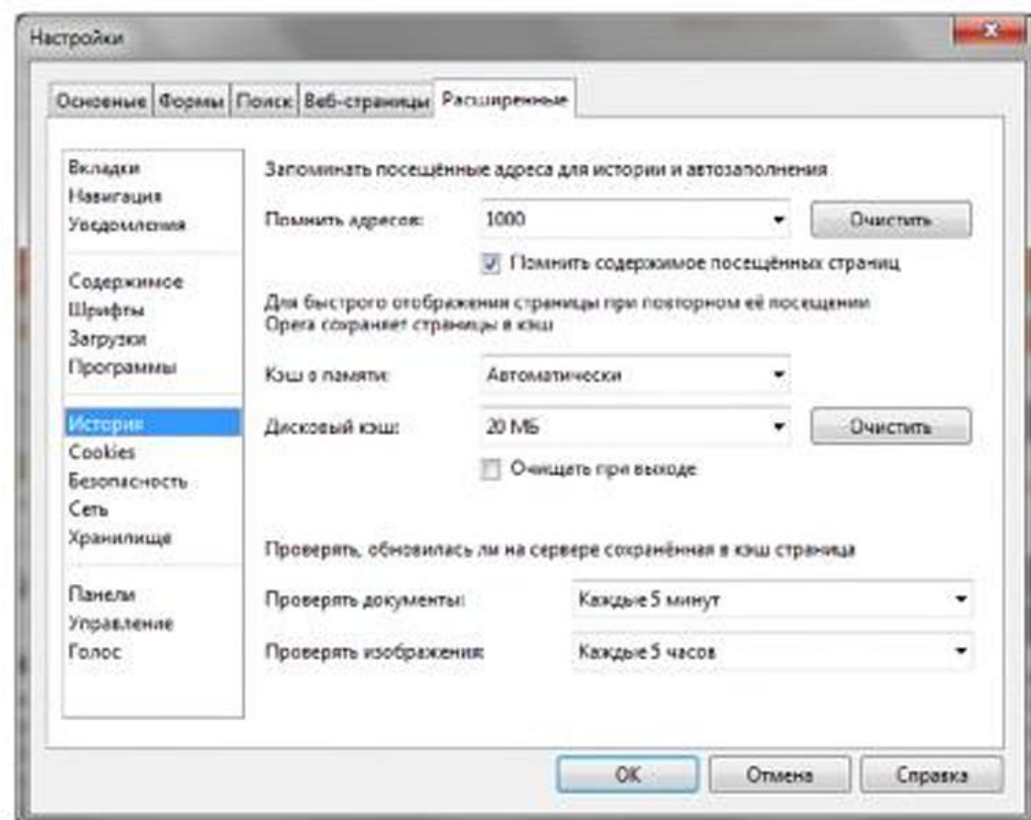 Настройки
Основные Формы Поиск Веб-страницы Расширенные
Вкладки
Навигация
Уведомления
Содержимое
Шрифты
Загрузки
Программы
История
Cookies
Безопасность
Сеть
Хранилище
Панели
Управление
Голос
Запоминать посещённые адреса для истории и автозаполнения
Помнить адресов: 1000 Очистить
Помнить содержимое посещённых страниц
Для быстрого отображения страницы при повторном её посещении
Opera сохраняет страницы в кэш
Кэш в памяти: Автоматически
Дисковый кэш: 20 МБ Очистить
Очищать при выходе
Проверять, обновилась ли на сервере сохранённая в кэш страница
Проверять документы: Каждые 5 минут
Проверять изображения: Каждые 5 часов
OK Отмена Справка